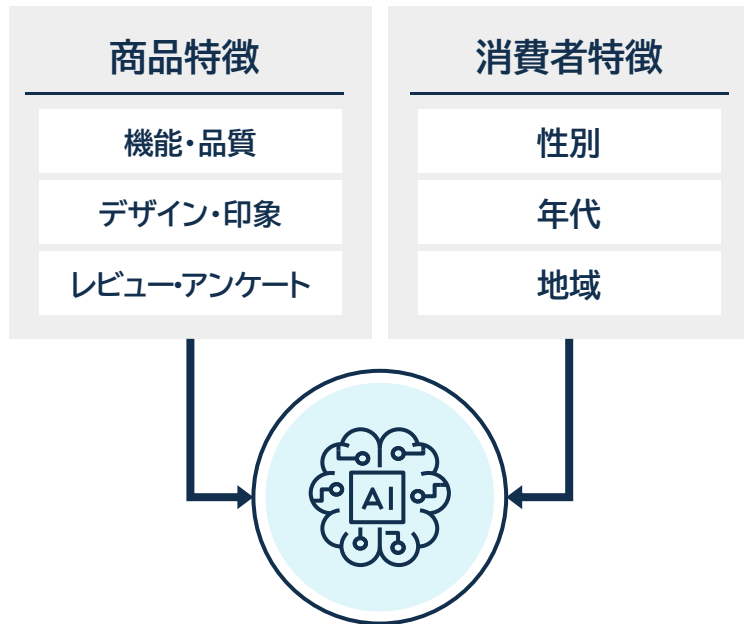 商品特徴
機能・品質
デザイン・印象
レビュー・アンケート
消費者特徴
性別
年代
地域
AI